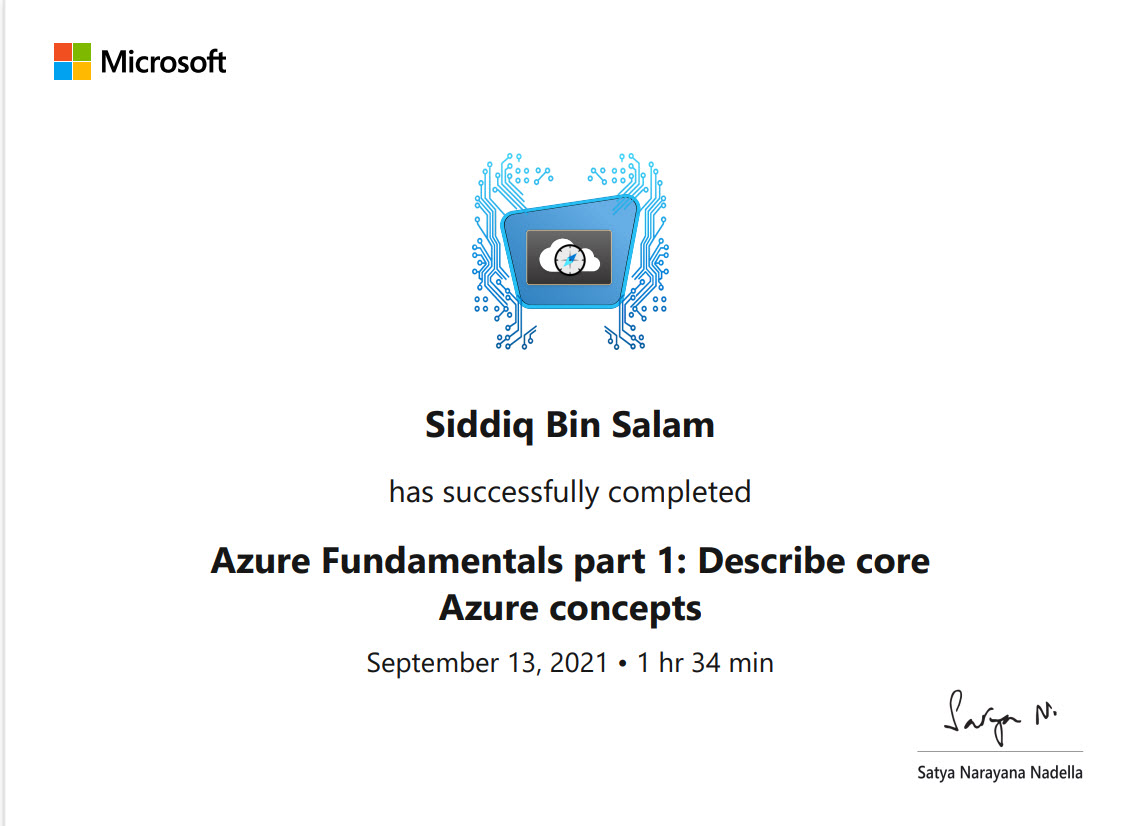 Microsoft
Siddiq Bin Salam
has successfully completed
Azure Fundamentals part 1: Describe core
Azure concepts
September 13, 2021 • 1 hr 34 min
Satya N.
Satya Narayana Nadella